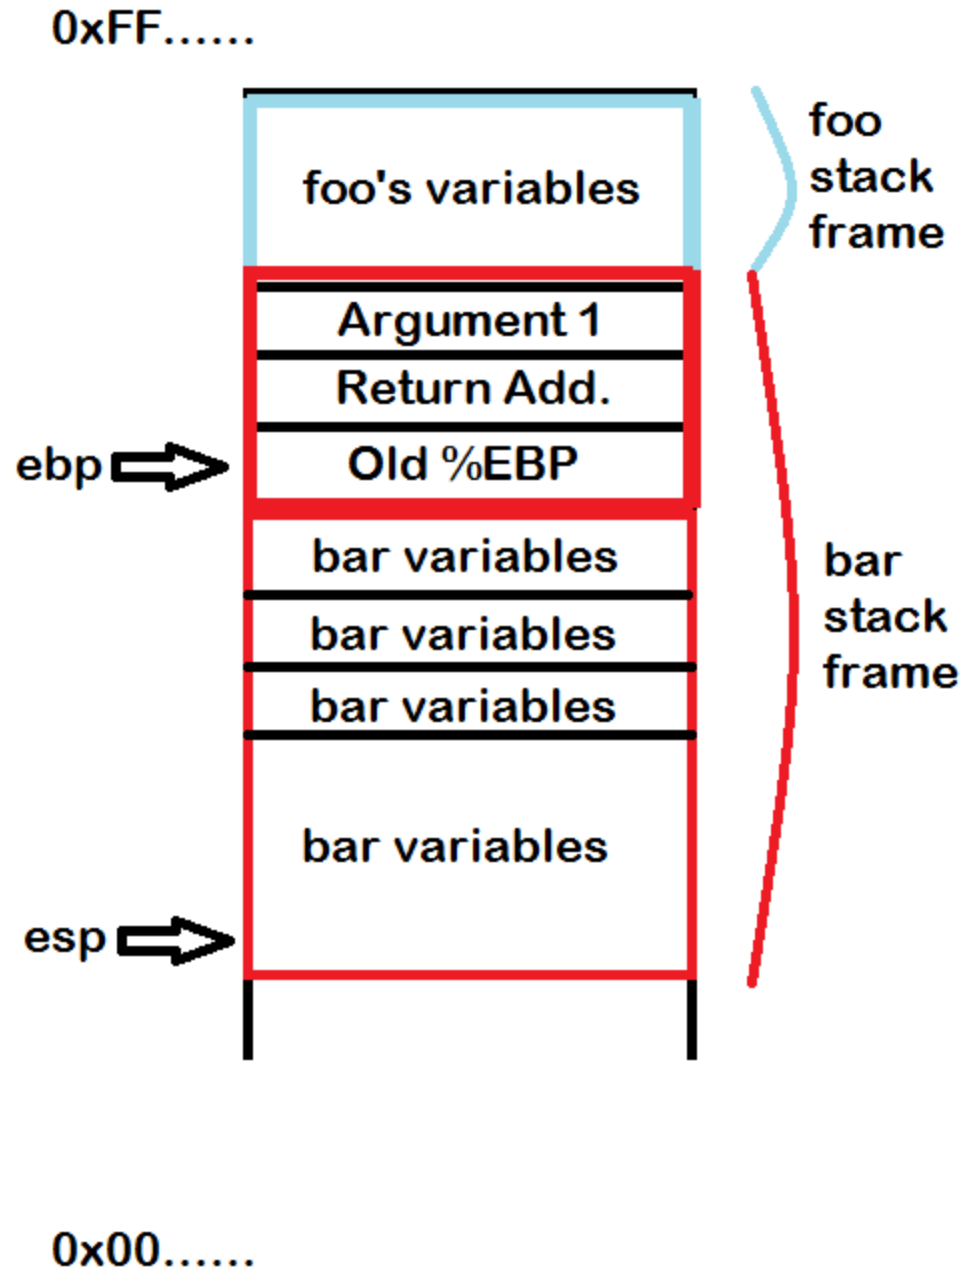 0xFF......
foo
stack
frame
foo's variables
Argument 1
Return Add.
ebp
Old %EBP
bar variables
bar variables
bar variables
bar
stack
frame
bar variables
esp
0x00......